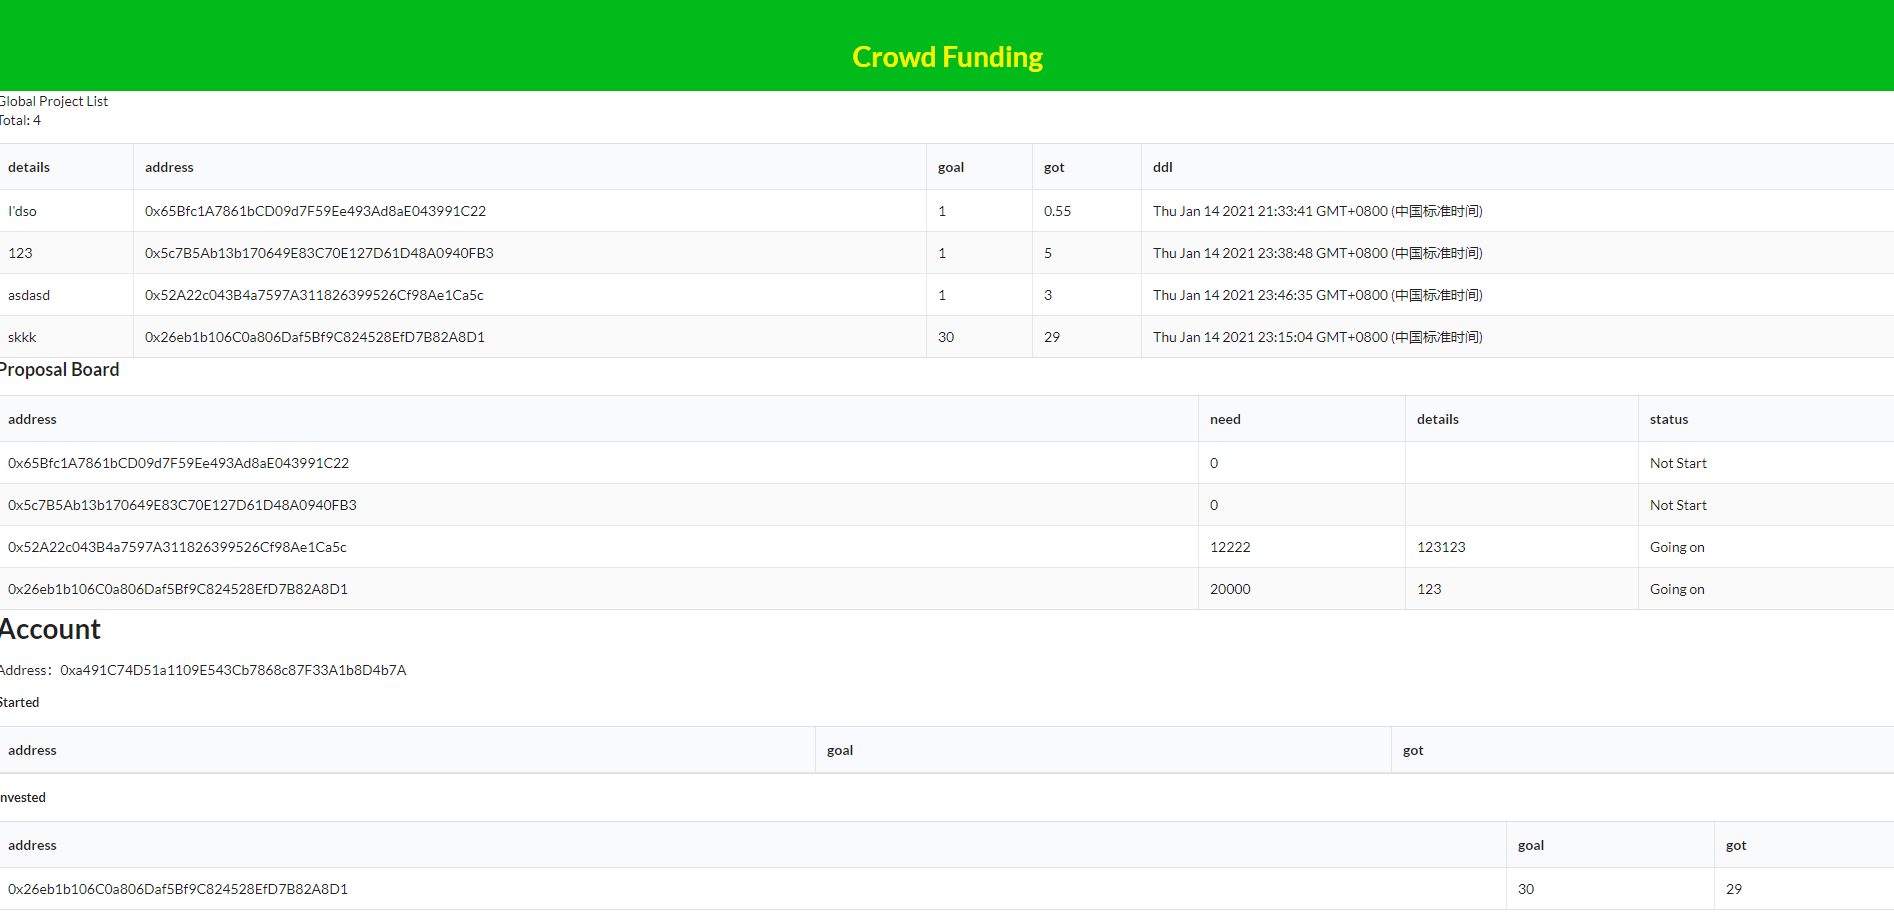 Crowd Funding
Global Project List
Total: 4
details address goal got ddl
I'dso 0x65Bfc1A7861bCD09d7F59Ee493Ad8aE043991C22 1 0.55 Thu Jan 14 2021 21:33:41 GMT+0800 (中国标准时间)
123 0x5c7B5Ab13b170649E83C70E127D61D48A0940FB3 1 5 Thu Jan 14 2021 23:38:48 GMT+0800 (中国标准时间)
asdasd 0x52A22c043B4a7597A311826399526Cf98Ae1Ca5c 1 3 Thu Jan 14 2021 23:46:35 GMT+0800 (中国标准时间)
skkk 0x26eb1b106C0a806Daf5Bf9C824528EfD7B82A8D1 30 29 Thu Jan 14 2021 23:15:04 GMT+0800 (中国标准时间)
Proposal Board
address need details status
0x65Bfc1A7861bCD09d7F59Ee493Ad8aE043991C22 0 Not Start
0x5c7B5Ab13b170649E83C70E127D61D48A0940FB3 0 Not Start
0x52A22c043B4a7597A311826399526Cf98Ae1Ca5c 12222 123123 Going on
0x26eb1b106C0a806Daf5Bf9C824528EfD7B82A8D1 20000 123 Going on
Account
Address：0xa491C74D51a1109E543Cb7868c87F33A1b8D4b7A
Started
address goal got
nvested
address goal got
0x26eb1b106C0a806Daf5Bf9C824528EfD7B82A8D1 30 29